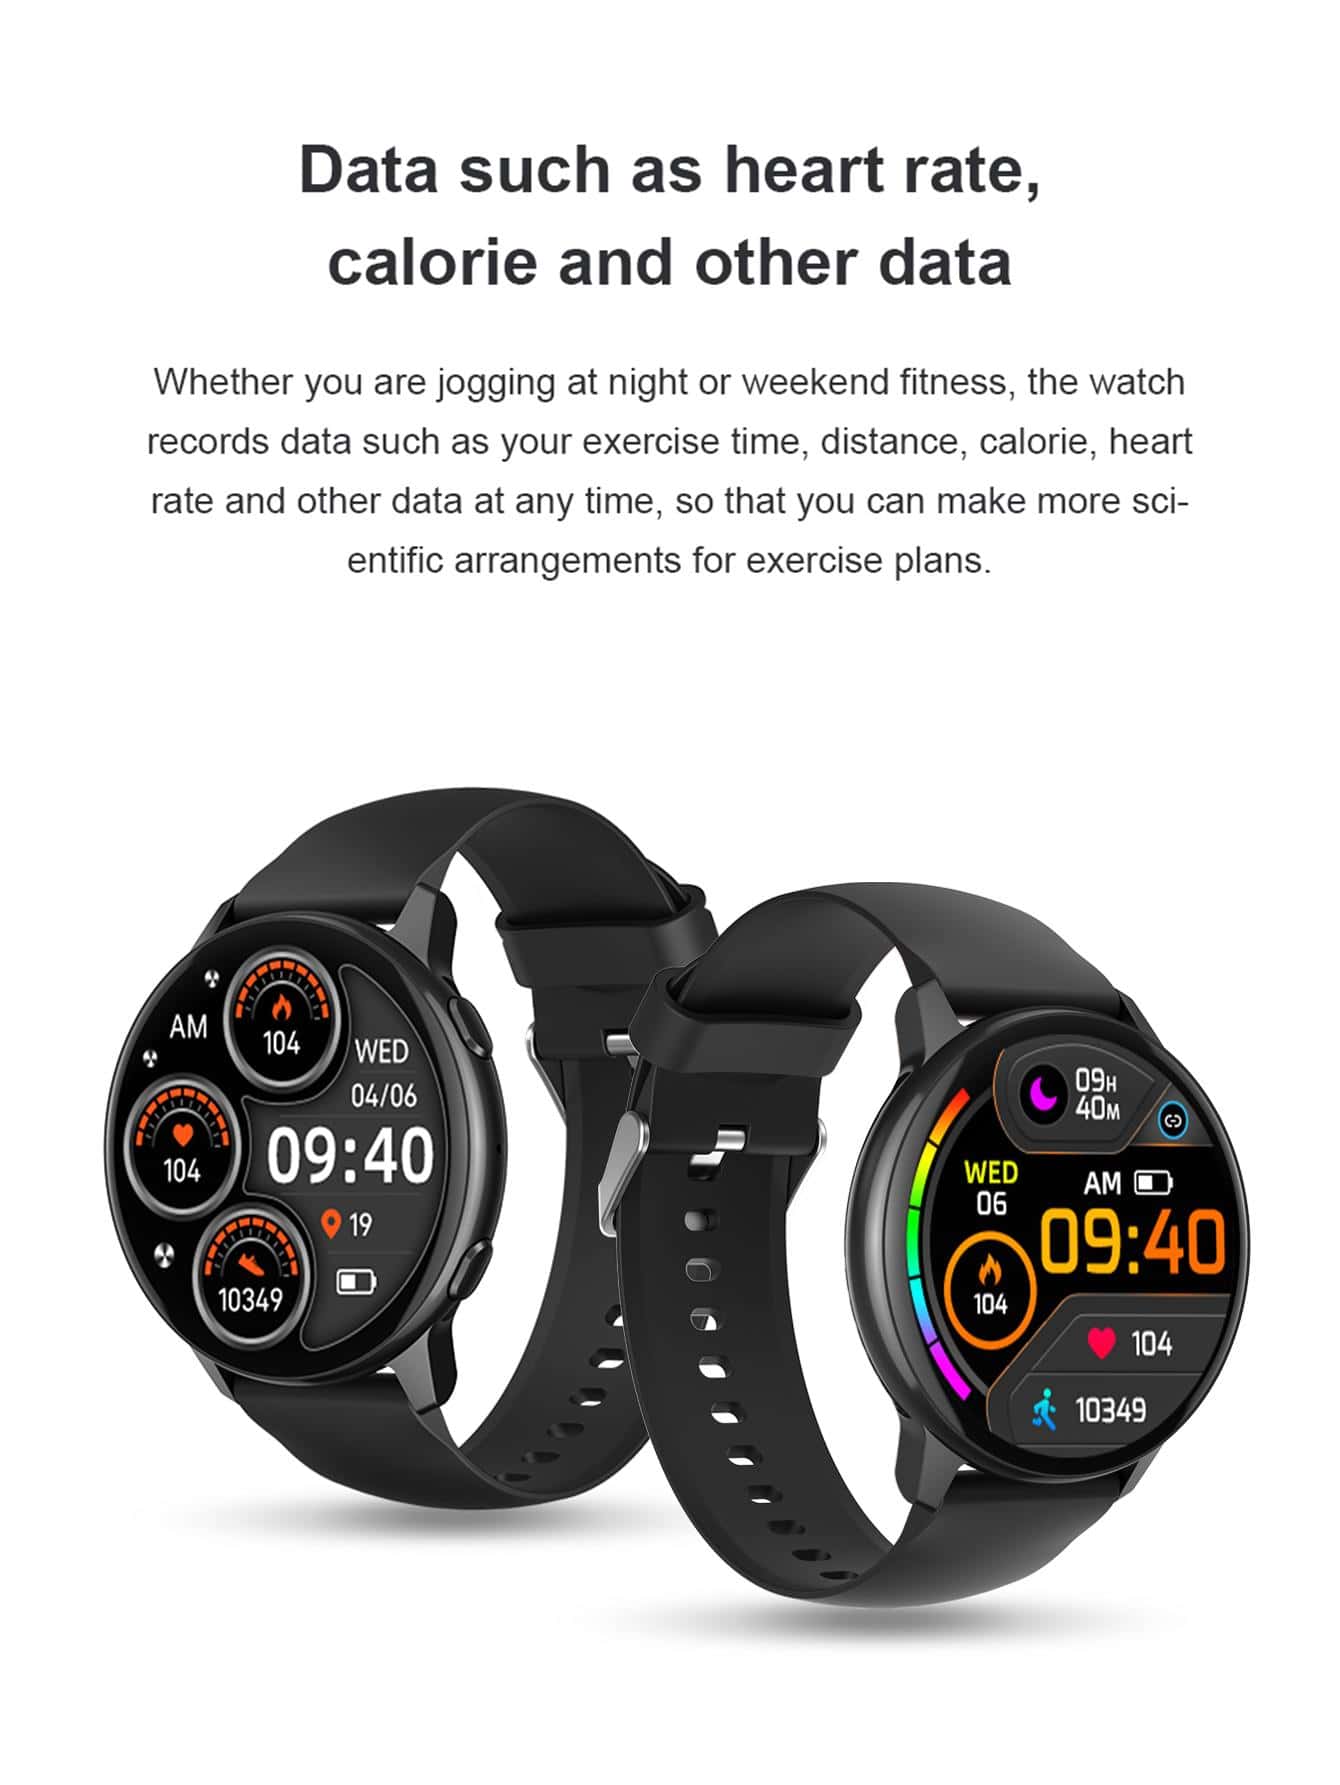 Data such as heart rate,
calorie and other data
Whether you are jogging at night or weekend fitness, the watch
records data such as your exercise time, distance, calorie, heart
rate and other data at any time, so that you can make more sci-
entific arrangements for exercise plans.
AM
104
WED
04/06
104
09:40
19
10349
09H
40M
WED
06
AM
09:40
104
104
10349